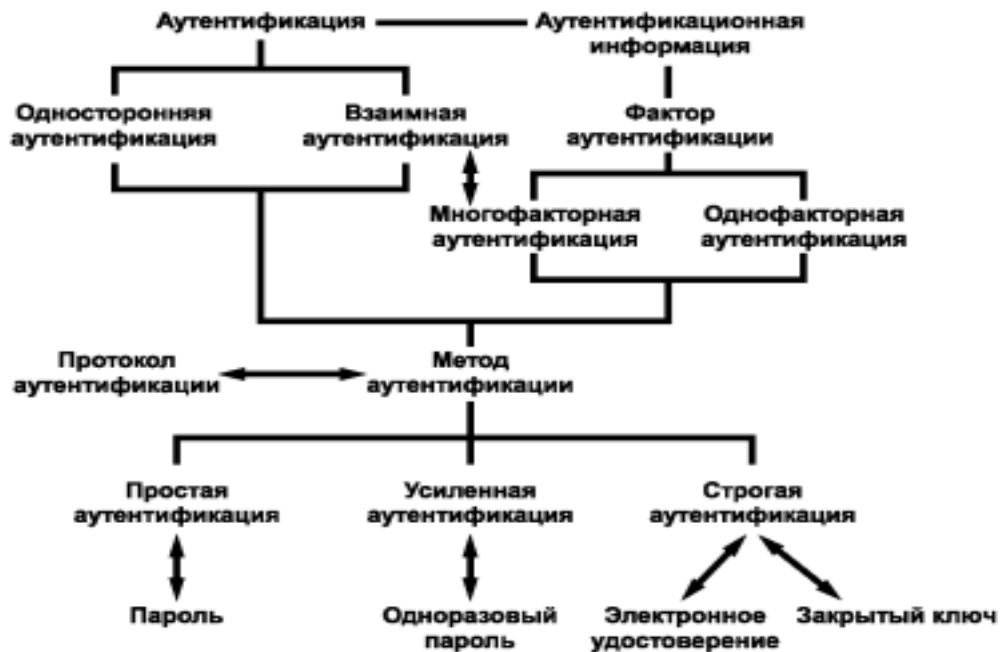 Аутентификация
Аутентификационная
информация
Односторонняя
аутентификация
Взаимная
аутентификация
Фактор
аутентификации
Многофакторная
аутентификация
Однофакторная
аутентификация
Протокол
аутентификации
Метод
аутентификации
Простая
аутентификация
Усиленная
аутентификация
Строгая
аутентификация
Пароль
Одноразовый
пароль
Электронное
удостоверение
Закрытый ключ